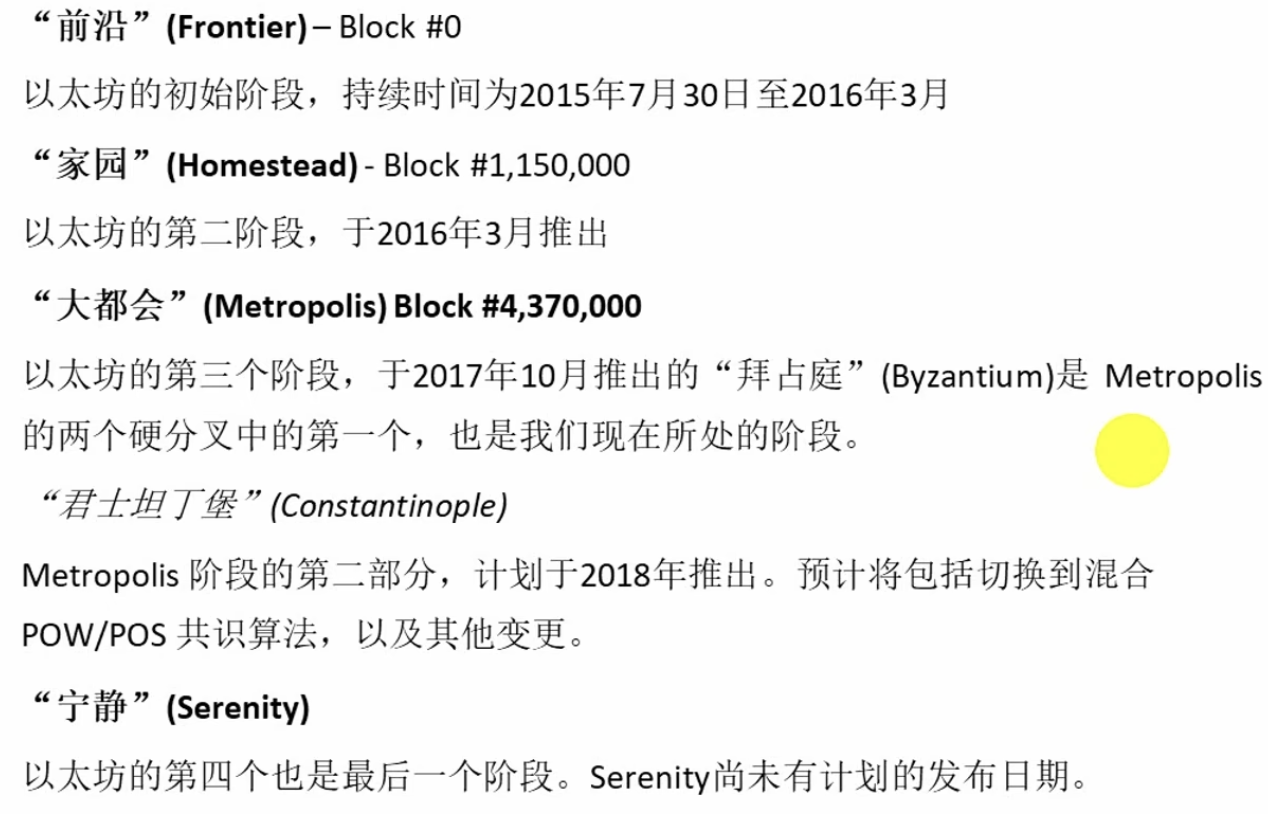 “前沿” (Frontier) – Block #0
以太坊的初始阶段，持续时间为2015年7月30日至2016年3月
“家园” (Homestead) - Block #1,150,000
以太坊的第二阶段，于2016年3月推出
“大都会” (Metropolis) Block #4,370,000
以太坊的第三个阶段，于2017年10月推出的“拜占庭” (Byzantium)是 Metropolis
的两个硬分叉中的第一个，也是我们现在所处的阶段。
“君士坦丁堡” (Constantinople)
Metropolis 阶段的第二部分，计划于2018年推出。预计将包括切换到混合
POW/POS 共识算法，以及其他变更。
“宁静” (Serenity)
以太坊的第四个也是最后一个阶段。Serenity尚未有计划的发布日期。